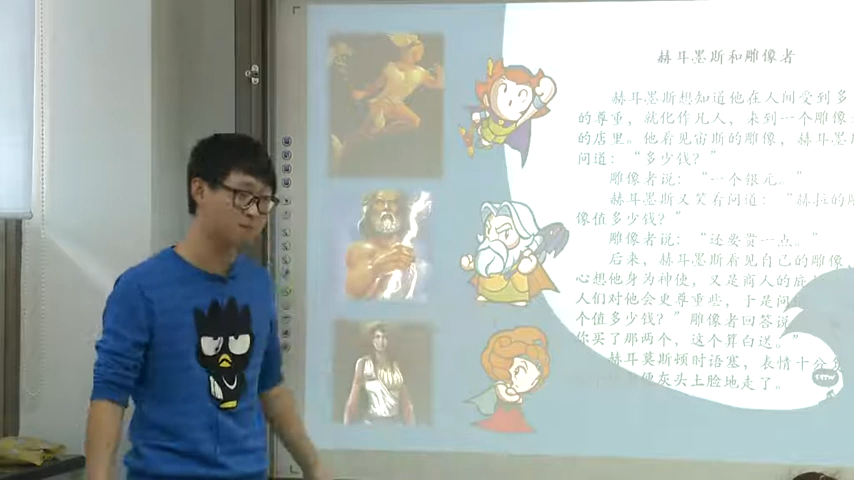 赫耳墨斯和雕像者
赫耳墨斯想知道他在人间受到多
的尊重，就化作凡人，来到一个雕像
的店里。他看见宙斯的雕像，赫耳墨斯
问道：“多少钱？”
雕像者说：“一个银元。”
赫耳墨斯又笑着问道：“赫拉的雕
像值多少钱？”
雕像者说：“还要贵一点。”
后来，赫耳墨斯看见自己的雕像，
心想他身为神使，又是商人的庇
人们对他会更尊重些，于是问
个值多少钱？”雕像者回答说
你买了那两个，这个算白送。”
赫耳莫斯顿时语塞，表情十分
灰头土脸地走了。